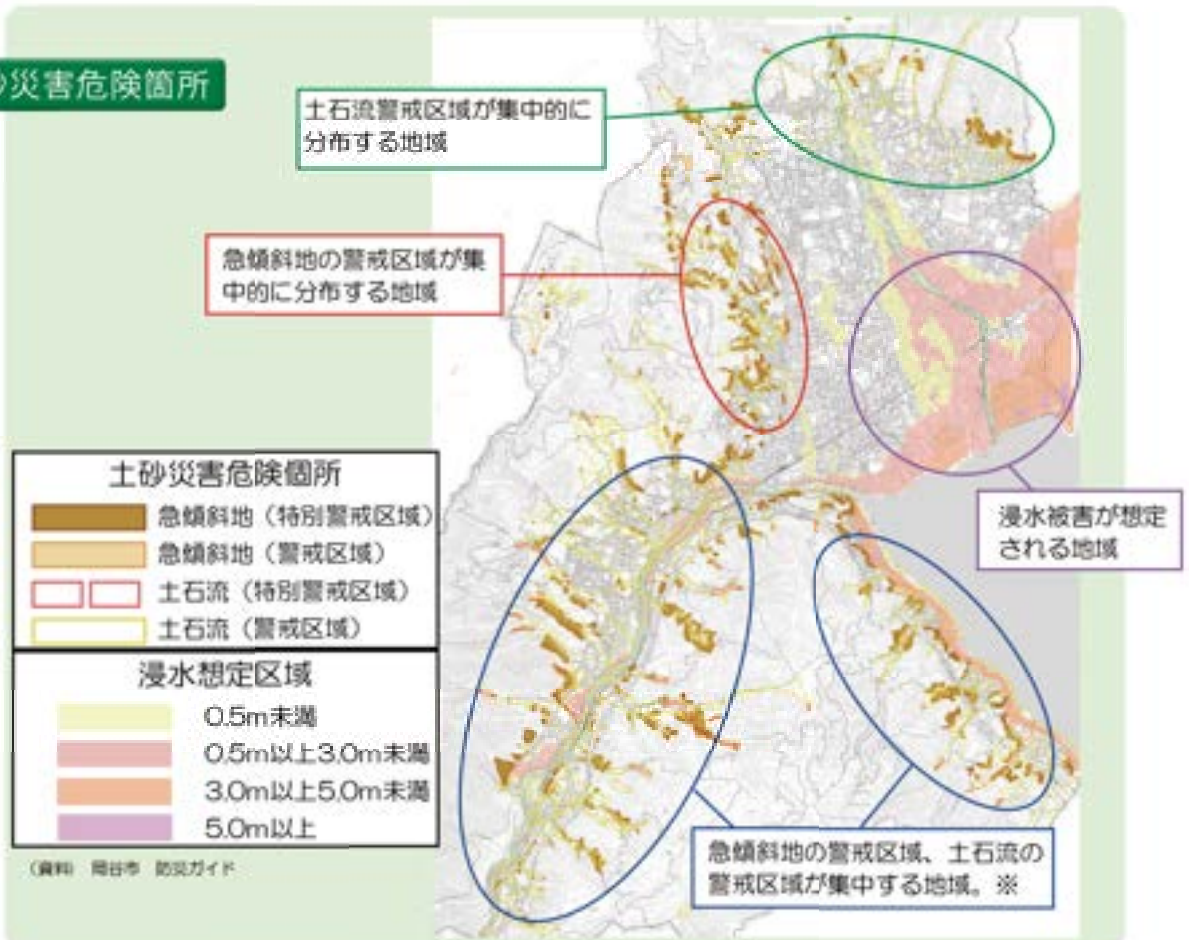 災害危険箇所
土石流警戒区域が集中的に
分布する地域
急傾斜地の警戒区域が集
中的に分布する地域
浸水被害が想定
される地域
土砂災害危険個所
急傾斜地（特別警戒区域）
急傾斜地（警戒区域）
土石流（特別警戒区域）
土石流（警戒区域）
浸水想定区域
0.5m未満
0.5m以上3.0m未満
3.0m以上5.0m未満
5.0m以上
急傾斜地の警戒区域、土石流の
警戒区域が集中する地域。※
（資料） 岡谷市 防災ガイド